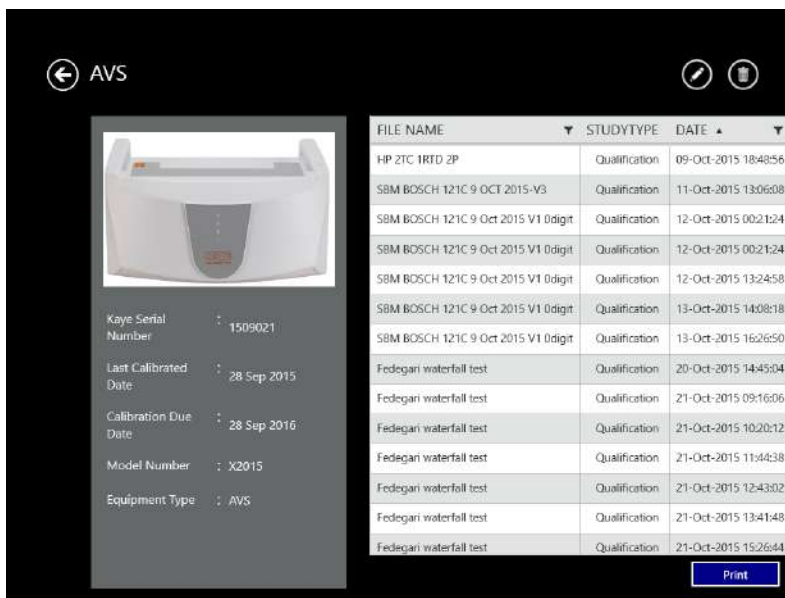 AVS
Kaye Serial
Number
: 1509021
Last Calibrated
Date
: 28 Sep 2015
Calibration Due
Date
: 28 Sep 2016
Model Number : X2015
Equipment Type : AVS
FILE NAME STUDYTYPE DATE
HP 2TC 1RTD 2P Qualification 09-Oct-2015 18:48:56
SBM BOSCH 121C 9 OCT 2015-V3 Qualification 11-Oct-2015 13:06:08
SBM BOSCH 121C 9 Oct 2015 V1 0digit Qualification 12-Oct-2015 00:21:24
SBM BOSCH 121C 9 Oct 2015 V1 0digit Qualification 12-Oct-2015 00:21:24
SBM BOSCH 121C 9 Oct 2015 V1 0digit Qualification 12-Oct-2015 13:24:58
SBM BOSCH 121C 9 Oct 2015 V1 0digit Qualification 13-Oct-2015 14:08:18
SBM BOSCH 121C 9 Oct 2015 V1 0digit Qualification 13-Oct-2015 16:26:50
Fedegari waterfall test Qualification 20-Oct-2015 14:45:04
Fedegari waterfall test Qualification 21-Oct-2015 09:16:06
Fedegari waterfall test Qualification 21-Oct-2015 10:20:12
Fedegari waterfall test Qualification 21-Oct-2015 11:44:38
Fedegari waterfall test Qualification 21-Oct-2015 12:43:02
Fedegari waterfall test Qualification 21-Oct-2015 13:41:48
Fedegari waterfall test Qualification 21-Oct-2015 15:26:44
Print